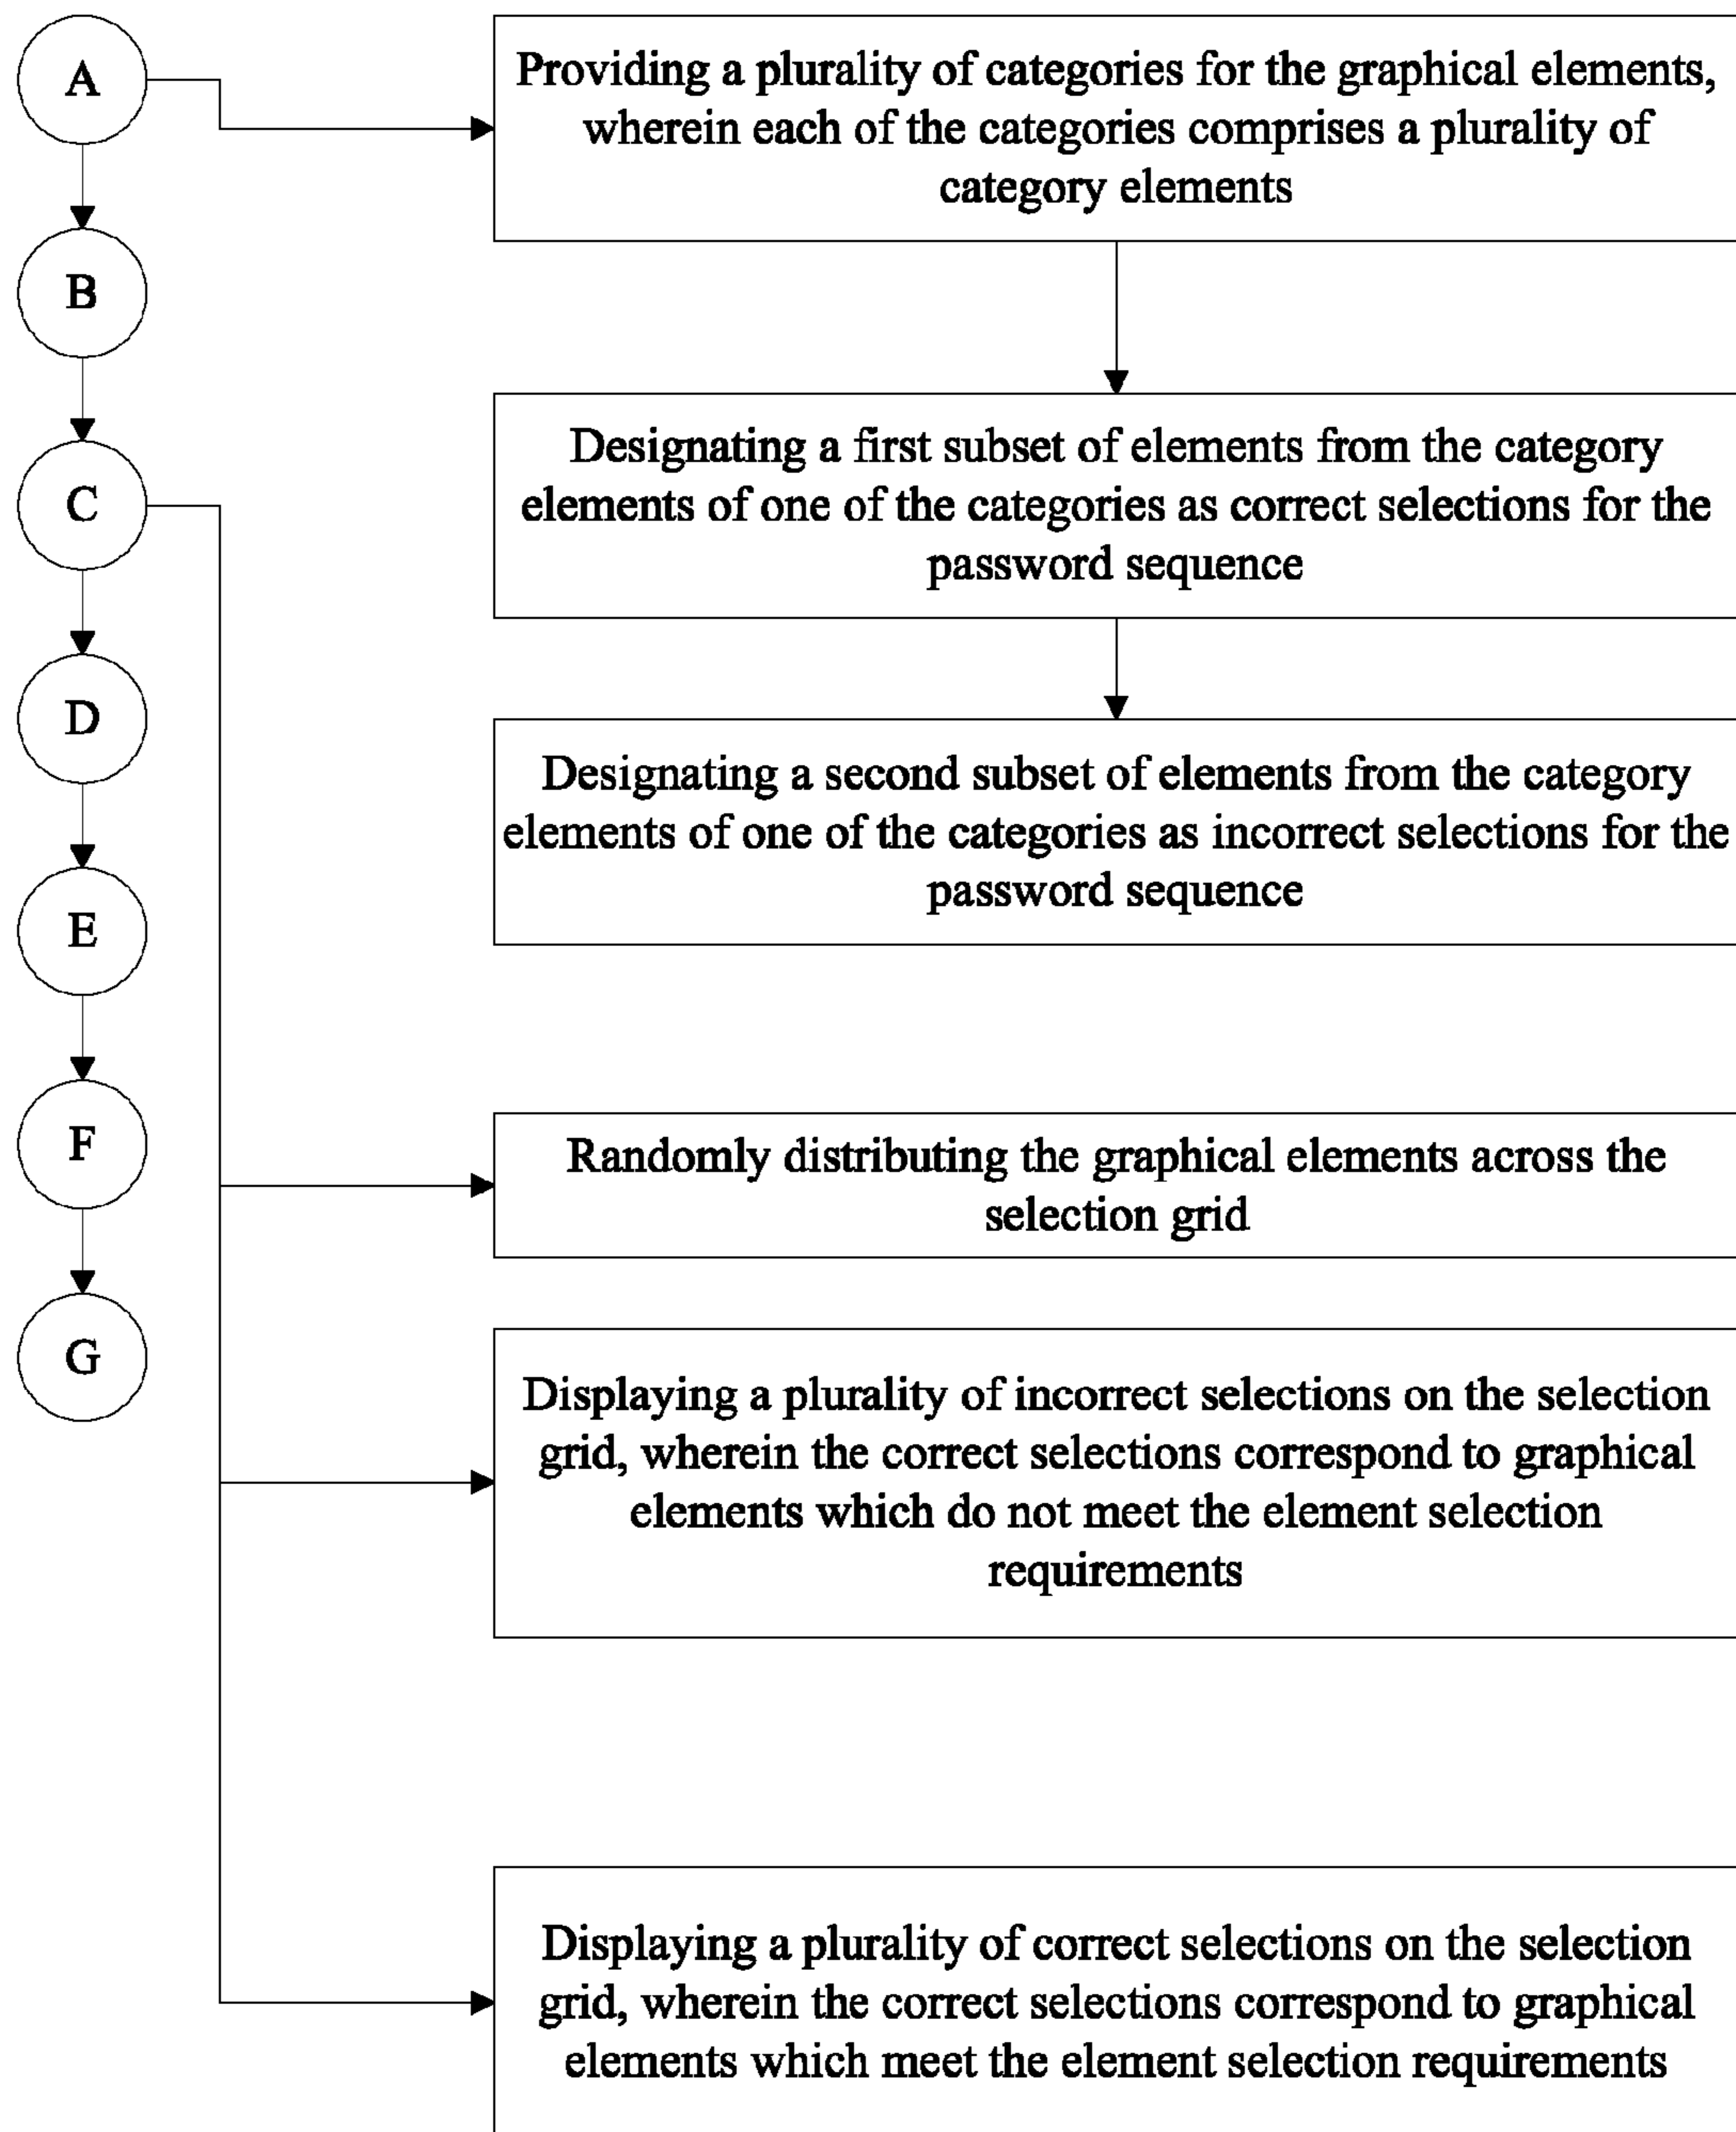 A
Providing a plurality of categories for the graphical elements,
wherein each of the categories comprises a plurality of
category elements
B
Designating a first subset of elements from the category
elements of one of the categories as correct selections for the
password sequence
C
D
Designating a second subset of elements from the category
elements of one of the categories as incorrect selections for the
password sequence
E
F
Randomly distributing the graphical elements across the
selection grid
G
Displaying a plurality of incorrect selections on the selection
grid, wherein the correct selections correspond to graphical
elements which do not meet the element selection
requirements
Displaying a plurality of correct selections on the selection
grid, wherein the correct selections correspond to graphical
elements which meet the element selection requirements